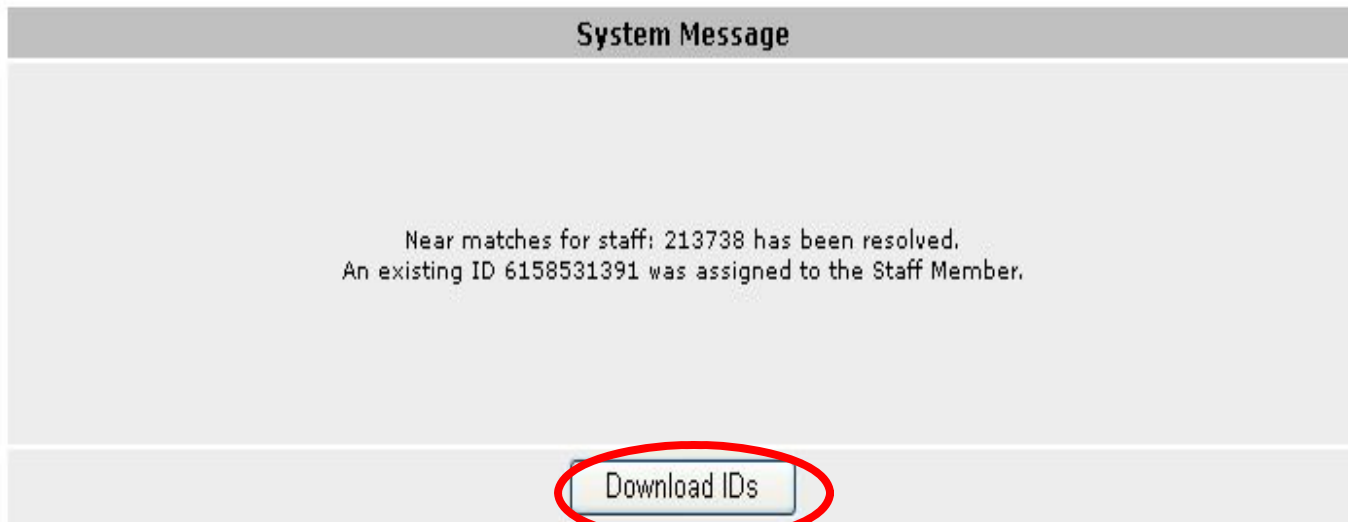 System Message
Near matches for staff: 213738 has been resolved.
An existing ID 6158531391 was assigned to the Staff Member.
Download IDs